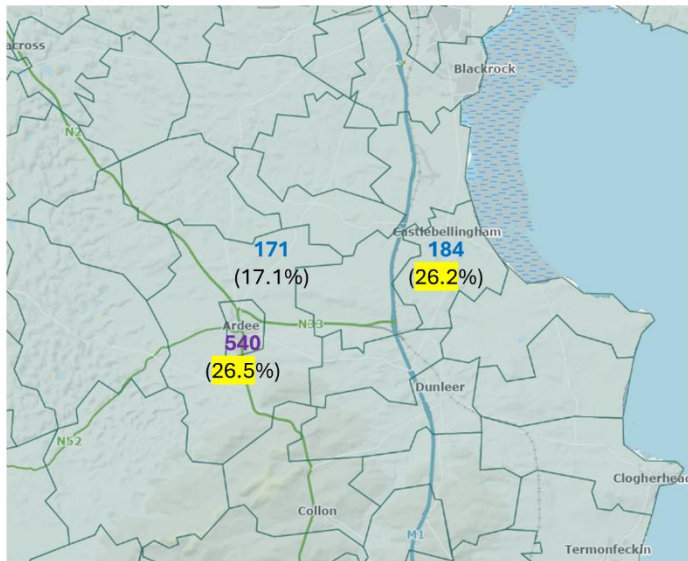 across
Blackrock
N2
Castlebellingham
171
184
(17.1%)
(26.2%)
Ardee
N33
540
(26.5%)
Dunleer
N52
Clogherhead
Collon
M1
Termonfeckin